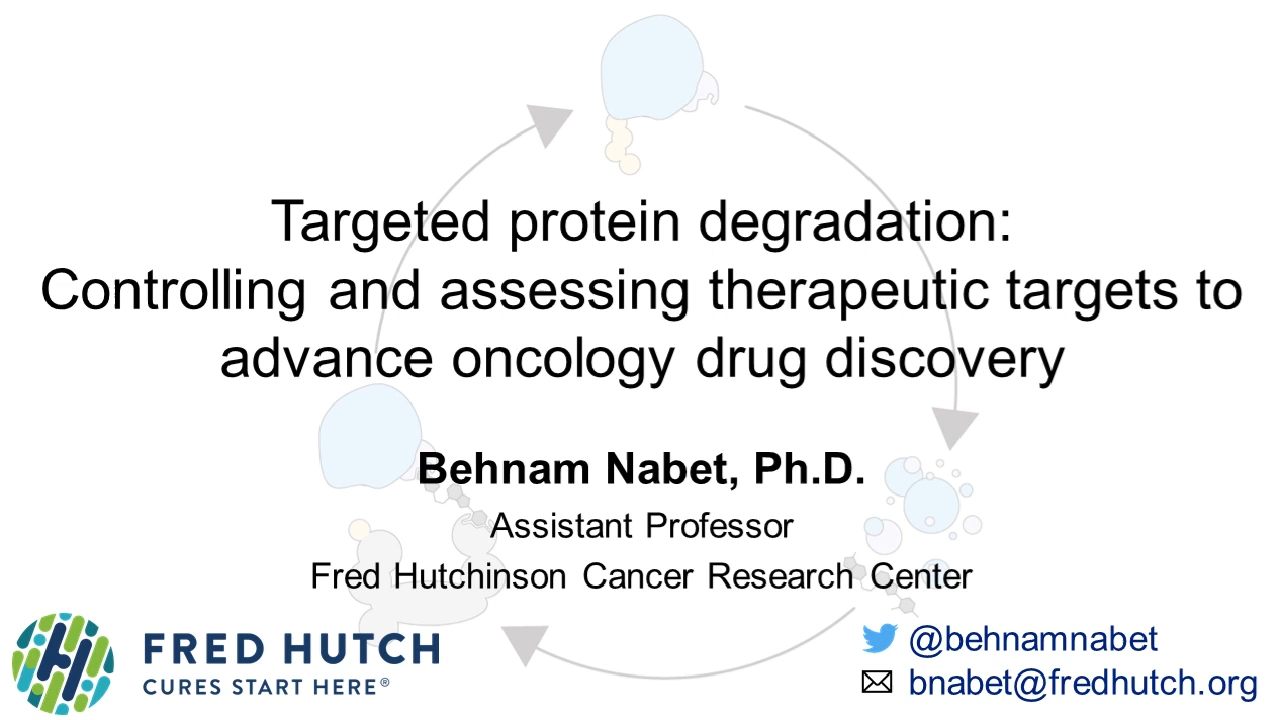 Targeted protein degradation:
Controlling and assessing therapeutic targets to
advance oncology drug discovery
Behnam Nabet, Ph.D.
Assistant Professor
Fred Hutchinson Cancer Research Center
FRED HUTCH
CURES START HERE®
@behnamnabet
bnabet@fredhutch.org